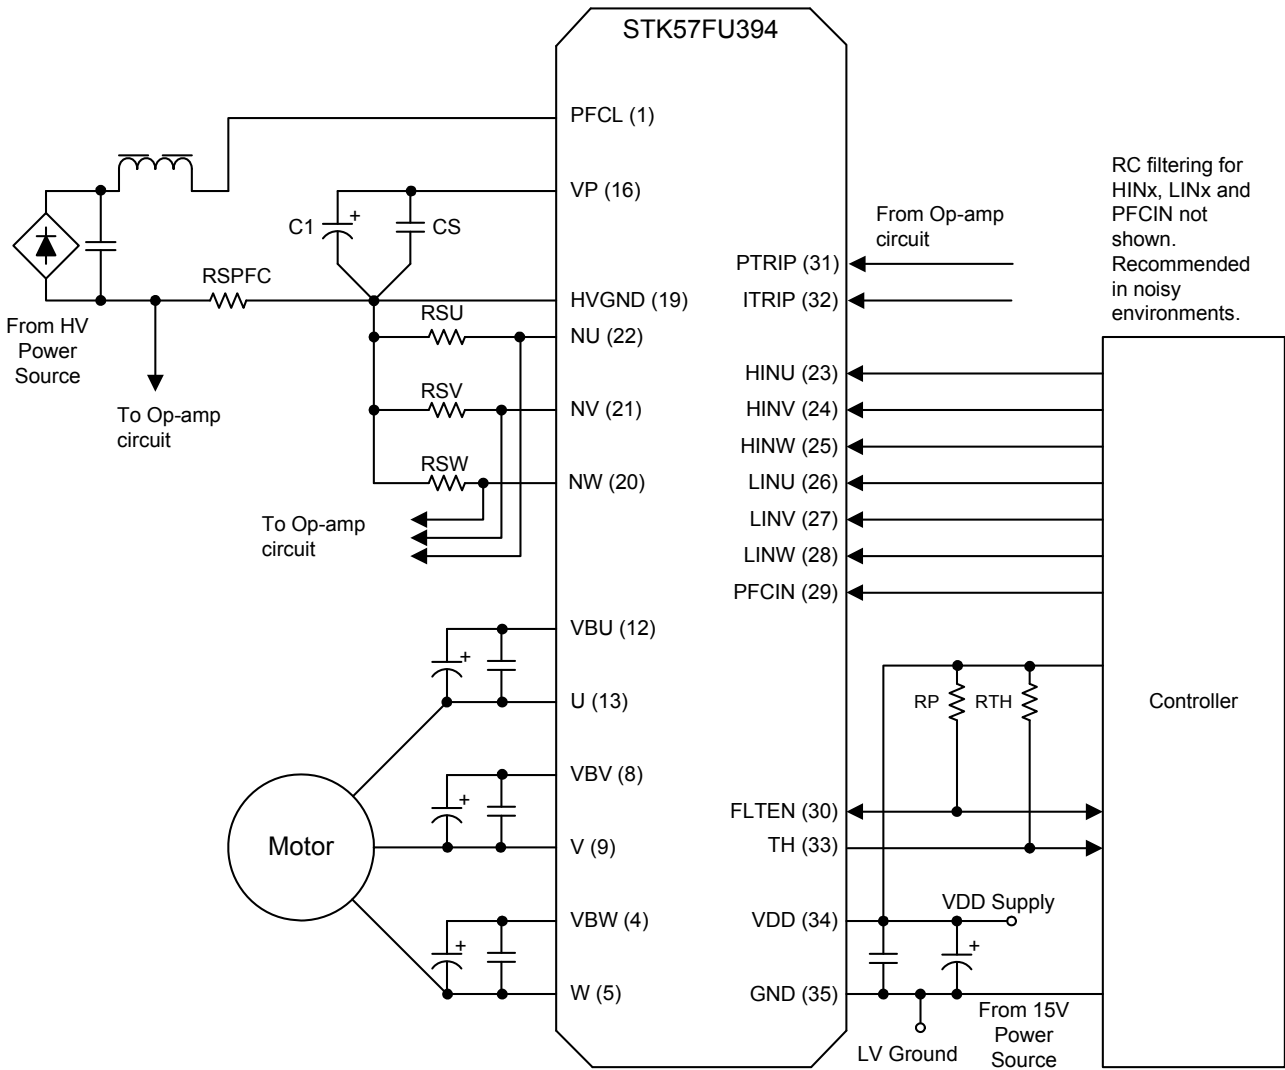 STK57FU394
PFCL (1)
VP (16)
C1
+
CS
RSPFC
HVGND (19)
From HV
Power
Source
To Op-amp
circuit
RSU
NU (22)
RSV
NV (21)
RSW
NW (20)
To Op-amp
circuit
VBU (12)
+
U (13)
VBV (8)
+
V (9)
Motor
VBW (4)
+
W (5)
RC filtering for
HINx, LINx and
PFCIN not
shown.
Recommended
in noisy
environments.
From Op-amp
circuit
PTRIP (31)
ITRIP (32)
HINU (23)
HINV (24)
HINW (25)
LINU (26)
LINV (27)
LINW (28)
PFCIN (29)
RP
RTH
Controller
FLTEN (30)
TH (33)
VDD Supply
VDD (34)
+
GND (35)
From 15V
Power
Source
LV Ground